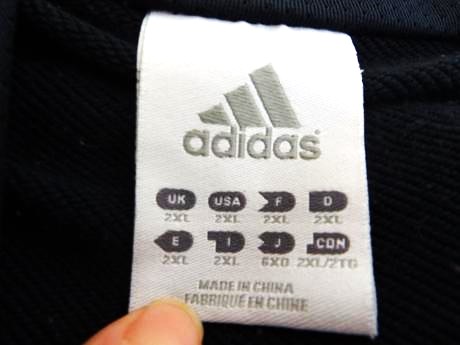 adidas
UK USA F D
2XL 2XL 2XL 2XL
E I J CDN
2XL 2XL 6XO 2XL/2TG
MADE IN CHINA
FABRIQUÉ EN CHINE